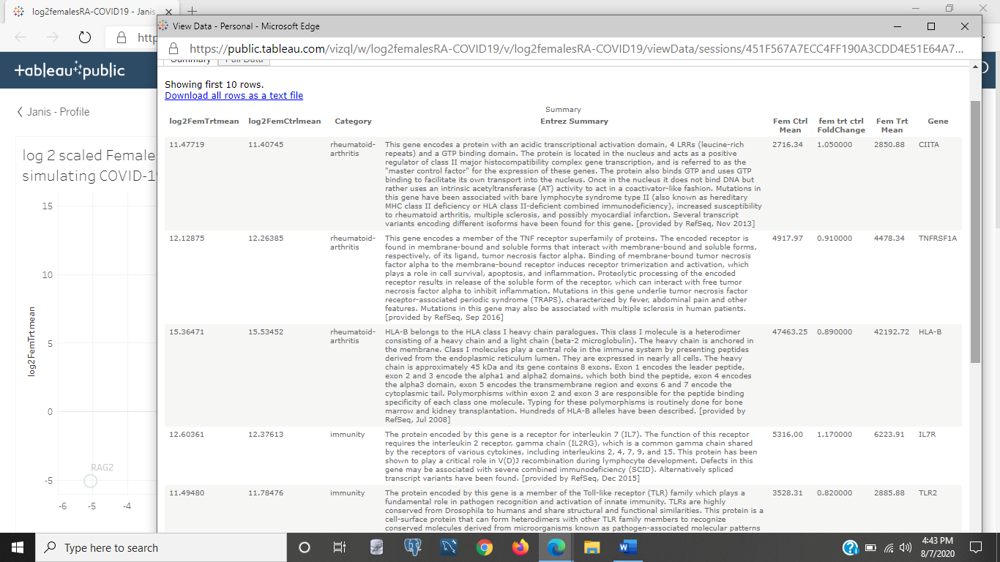 log2femalesRA-COVID19 - Janis
View Data - Personal - Microsoft Edge
http
https://public.tableau.com/vizql/w/log2femalesRA-COVID19/v/log2femalesRA-COVID19/viewData/sessions/451F567A7ECC4FF190A3CDD4E51E64A7...
Summary Full Data
+ableau+public
Showing first 10 rows.
Download all rows as a text file
Janis - Profile
Summary
log2FemTrtmean log2FemCtrlmean Category Entrez Summary Fem Ctrl Mean fem trt ctrl FoldChange Fem Trt Mean Gene
11.47719 11.40745 rheumatoid-arthritis This gene encodes a protein with an acidic transcriptional activation domain, 4 LRRs (leucine-rich 2716.34 1.050000 2850.88 CIITA
repeats) and a GTP binding domain. The protein is located in the nucleus and acts as a positive
regulator of class II major histocompatibility complex gene transcription, and is referred to as the
"master control factor" for the expression of these genes. The protein also binds GTP and uses GTP
binding to facilitate its own transport into the nucleus. Once in the nucleus it does not bind DNA but
rather uses an intrinsic acetyltransferase (AT) activity to act in a coactivator-like fashion. Mutations in
this gene have been associated with bare lymphocyte syndrome type II (also known as hereditary
MHC class II deficiency or HLA class II-deficient combined immunodeficiency), increased susceptibility
to rheumatoid arthritis, multiple sclerosis, and possibly myocardial infarction. Several transcript
variants encoding different isoforms have been found for this gene. [provided by RefSeq, Nov 2013]
12.12875 12.26385 rheumatoid-arthritis This gene encodes a member of the TNF receptor superfamily of proteins. The encoded receptor is 4917.97 0.910000 4478.34 TNFRSF1A
found in membrane-bound and soluble forms that interact with membrane-bound and soluble forms,
respectively, of its ligand, tumor necrosis factor alpha. Binding of membrane-bound tumor necrosis
factor alpha to the membrane-bound receptor induces receptor trimerization and activation, which
plays a role in cell survival, apoptosis, and inflammation. Proteolytic processing of the encoded
receptor results in release of the soluble form of the receptor, which can interact with free tumor
necrosis factor alpha to inhibit inflammation. Mutations in this gene underlie tumor necrosis factor
receptor-associated periodic syndrome (TRAPS), characterized by fever, abdominal pain and other
features. Mutations in this gene may also be associated with multiple sclerosis in human patients.
[provided by RefSeq, Sep 2016]
15.36471 15.53452 rheumatoid-arthritis HLA-B belongs to the HLA class I heavy chain paralogues. This class I molecule is a heterodimer 47463.25 0.890000 42192.72 HLA-B
consisting of a heavy chain and a light chain (beta-2 microglobulin). The heavy chain is anchored in
the membrane. Class I molecules play a central role in the immune system by presenting peptides
derived from the endoplasmic reticulum lumen. They are expressed in nearly all cells. The heavy
chain is approximately 45 kDa and its gene contains 8 exons. Exon 1 encodes the leader peptide,
exon 2 and 3 encode the alpha1 and alpha2 domains, which both bind the peptide, exon 4 encodes
the alpha3 domain, exon 5 encodes the transmembrane region and exons 6 and 7 encode the
cytoplasmic tail. Polymorphisms within exon 2 and exon 3 are responsible for the peptide binding
specificity of each class one molecule. Typing for these polymorphisms is routinely done for bone
marrow and kidney transplantation. Hundreds of HLA-B alleles have been described. [provided by
RefSeq, Jul 2008]
12.60361 12.37613 immunity The protein encoded by this gene is a receptor for interleukin 7 (IL7). The function of this receptor 5316.00 1.170000 6223.91 IL7R
requires the interleukin 2 receptor, gamma chain (IL2RG), which is a common gamma chain shared
by the receptors of various cytokines, including interleukins 2, 4, 7, 9, and 15. This protein has been
shown to play a critical role in V(D)J recombination during lymphocyte development. Defects in this
gene may be associated with severe combined immunodeficiency (SCID). Alternatively spliced
transcript variants have been found. [provided by RefSeq, Dec 2015]
11.49480 11.78476 immunity The protein encoded by this gene is a member of the Toll-like receptor (TLR) family which plays a 3528.31 0.820000 2885.88 TLR2
fundamental role in pathogen recognition and activation of innate immunity. TLRs are highly
conserved from Drosophila to humans and share structural and functional similarities. This protein is a
cell-surface protein that can form heterodimers with other TLR family members to recognize
conserved molecules derived from microorganisms known as pathogen-associated molecular patterns
log 2 scaled Female
simulating COVID-19
15
10
5
0
-5
log2FemTrtmean
RAG2
-6 -5 -4
Type here to search
4:43 PM
8/7/2020